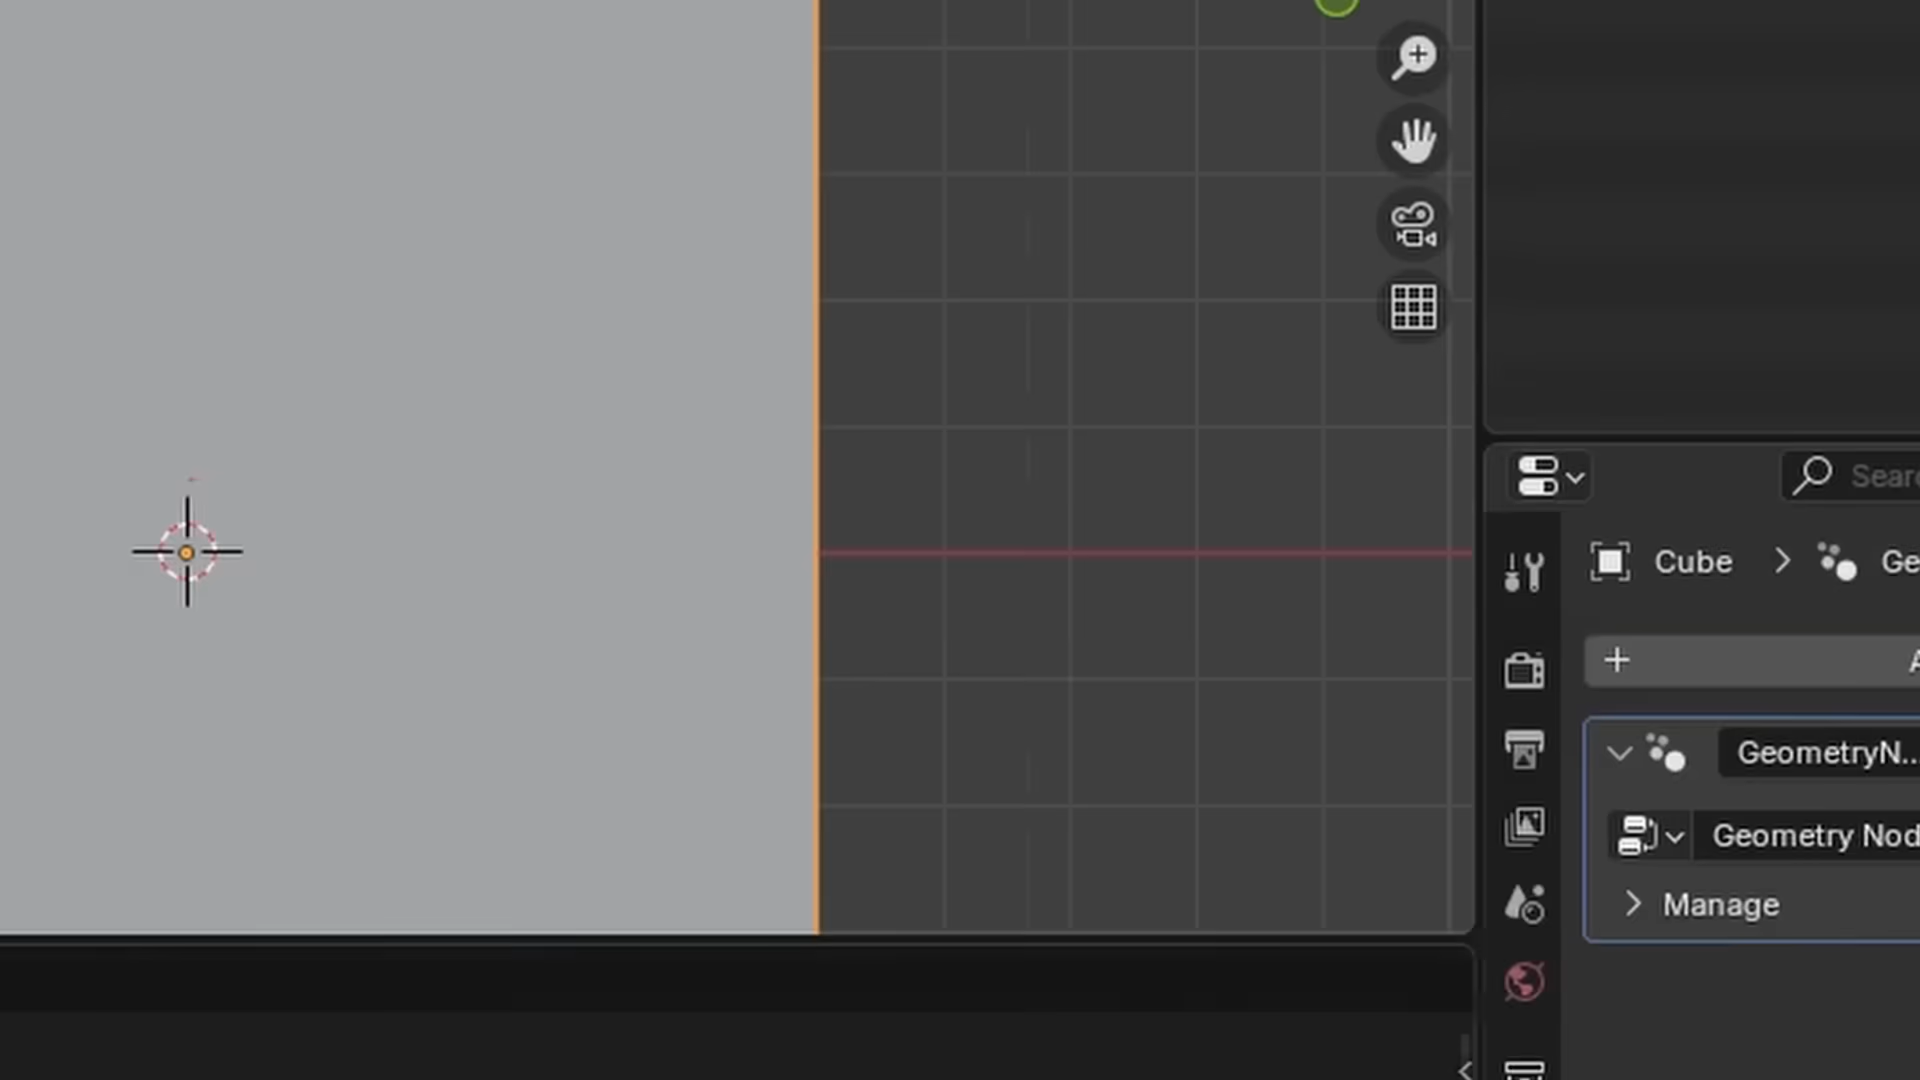 Sear
Cube
Ge
GeometryN...
Geometry Nod
Manage